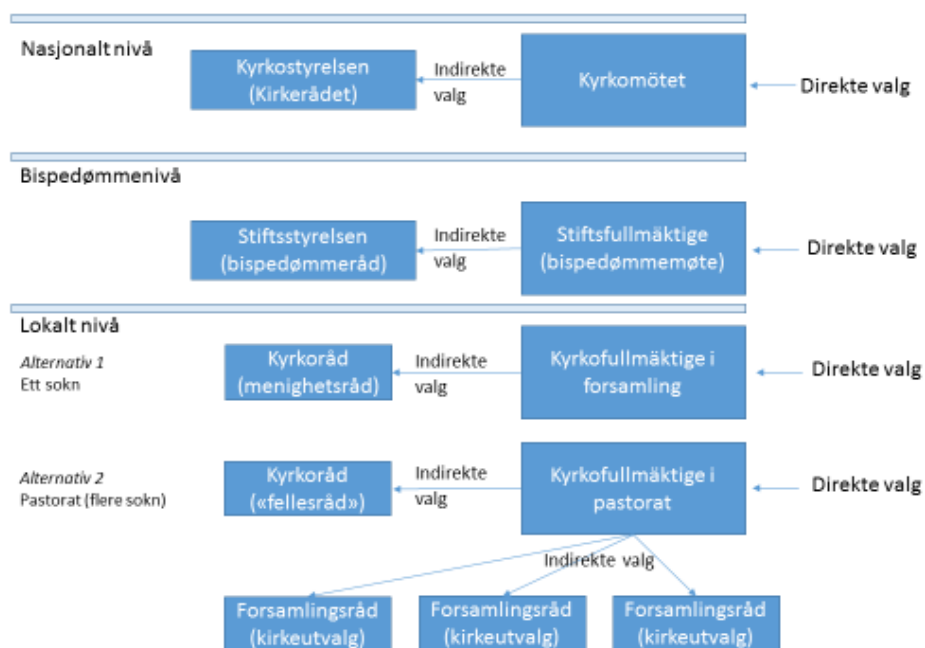 Nasjonalt nivå
Kyrkostyrelsen
(Kirkerådet)
Indirekte
valg
Kyrkomötet
Direkte valg
Bispedømmenivå
Stiftsstyrelsen
(bispedømmeråd)
Indirekte
valg
Stiftsfullmäktige
(bispedømmemøte)
Direkte valg
Lokalt nivå
Alternativ 1
Ett sokn
Kyrkoråd
(menighetsråd)
Indirekte
valg
Kyrkofullmäktige i
forsamling
Direkte valg
Alternativ 2
Pastorat (flere sokn)
Kyrkoråd
(«fellesråd»)
Indirekte
valg
Kyrkofullmäktige i
pastorat
Direkte valg
Indirekte valg
Forsamlingsråd
(kirkeutvalg)
Forsamlingsråd
(kirkeutvalg)
Forsamlingsråd
(kirkeutvalg)